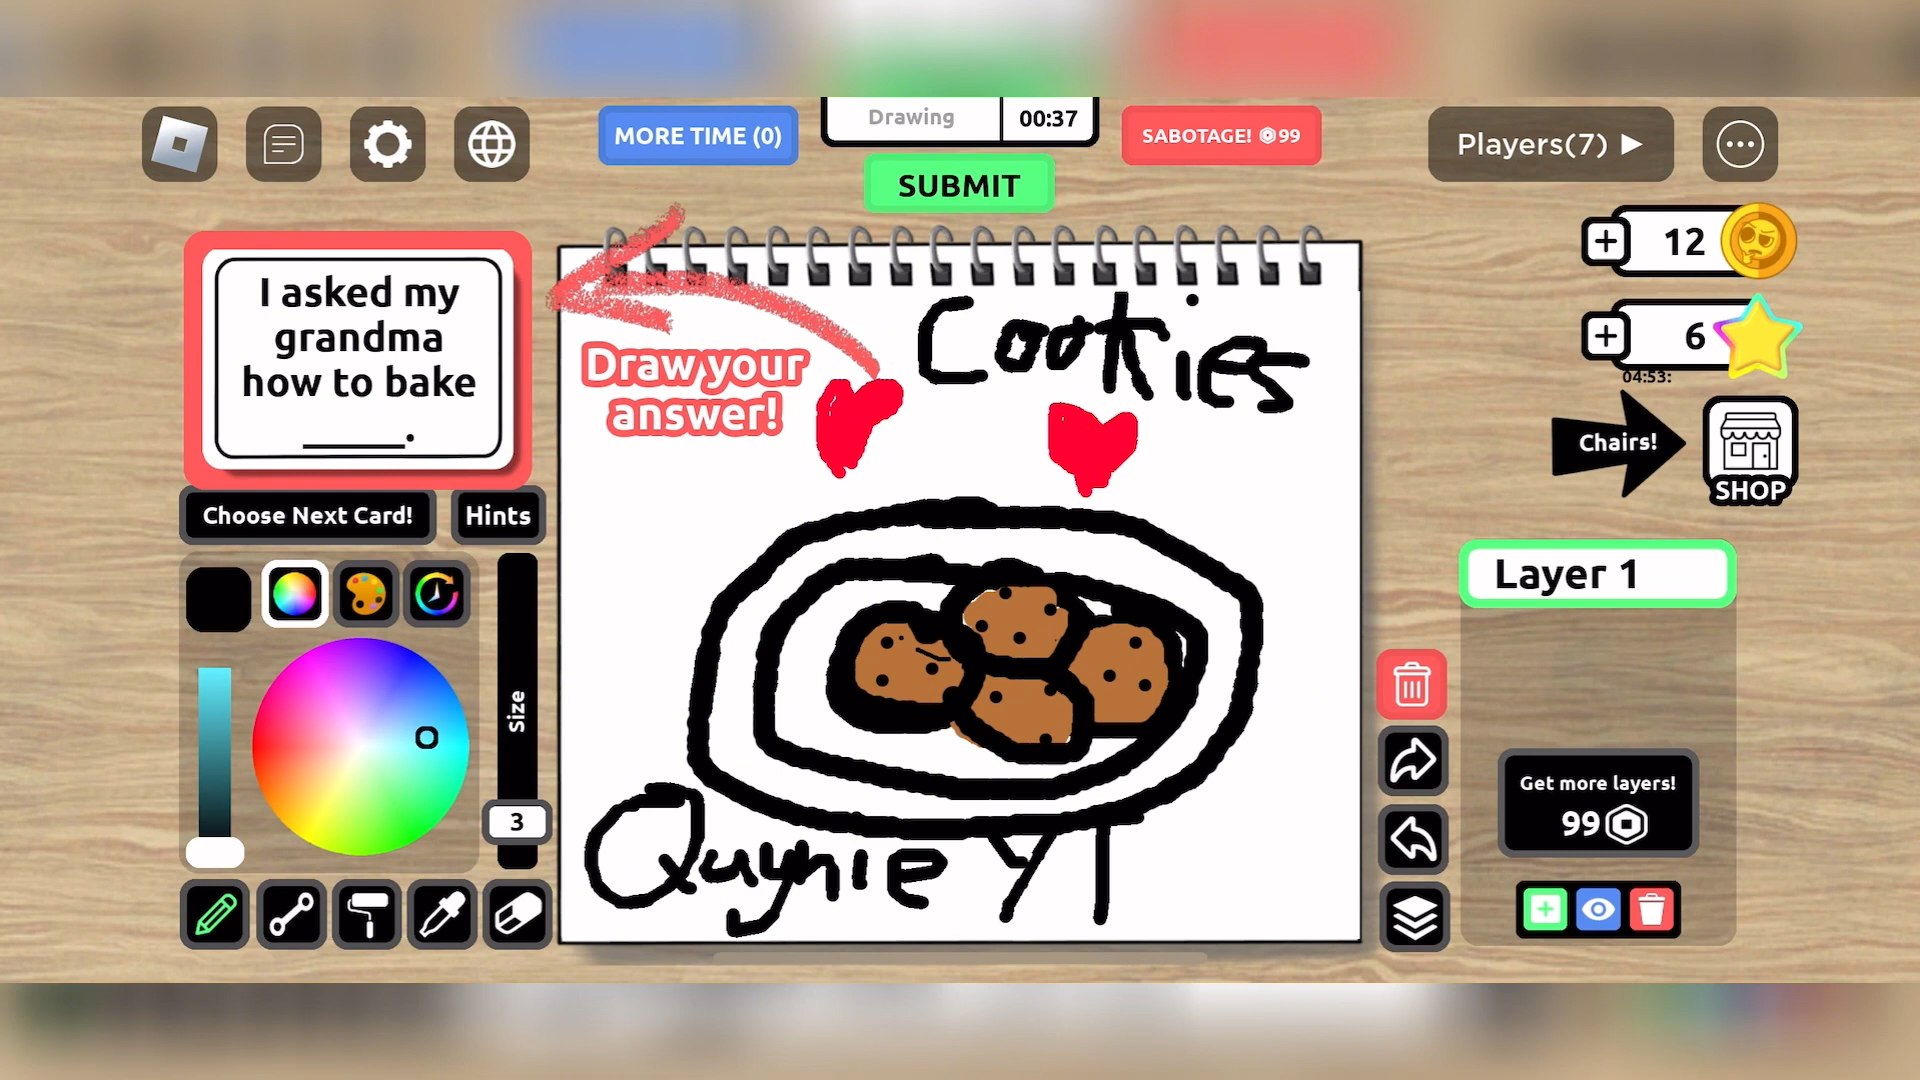 MORE TIME (0)
Drawing
00:37
SABOTAGE! 99
Players(7)
SUBMIT
12
6
04:53:
Chairs!
SHOP
I asked my
grandma
how to bake
______.
Draw your
answer!
Cookies
Choose Next Card!
Hints
Size
3
Layer 1
Get more layers!
99
Quynie YT